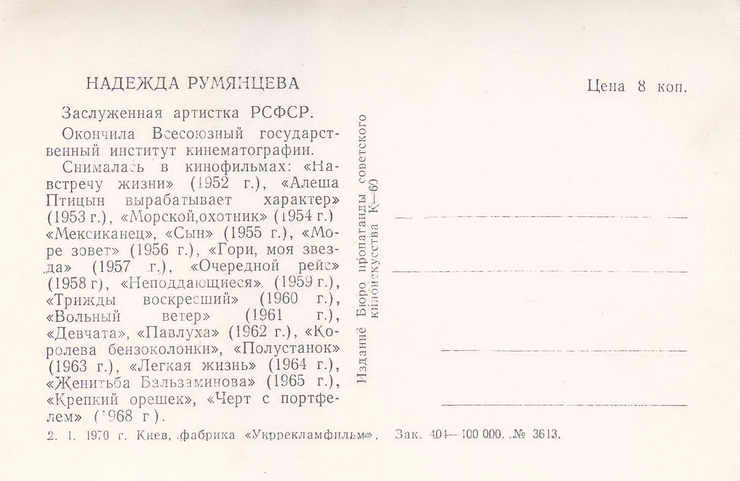 НАДЕЖДА РУМЯНЦЕВА
Заслуженная артистка РСФСР.
Окончила Всесоюзный государст-
венный институт кинематографии.
Снималась в кинофильмах: «На-
встречу жизни» (1952 г.), «Алеша
Птицын вырабатывает характер»
(1953 г.), «Морской охотник» (1954 г.)
«Мексиканец», «Сын» (1955 г.), «Мо-
ре зовет» (1956 г.), «Гори, моя звез-
да» (1957 г.), «Очередной рейс»
(1958 г), «Неподдающиеся». (1959 г.),
«Трижды воскресший» (1960 г.),
«Вольный ветер» (1961 г.),
«Девчата», «Павлуха» (1962 г.), «Ко-
ролева бензоколонки», «Полустанок»
(1963 г.), «Легкая жизнь» (1964 г.),
«Женитьба Бальзаминова» (1965 г.),
«Крепкий орешек», «Черт с портфе-
лем» (1968 г).
2. 1. 1970 г. Киев, фабрика «Укррекламфильм». Зак. 404—100 000. № 3613.
Издание Бюро пропаганды советского
киноискусства К—69
Цена 8 коп.